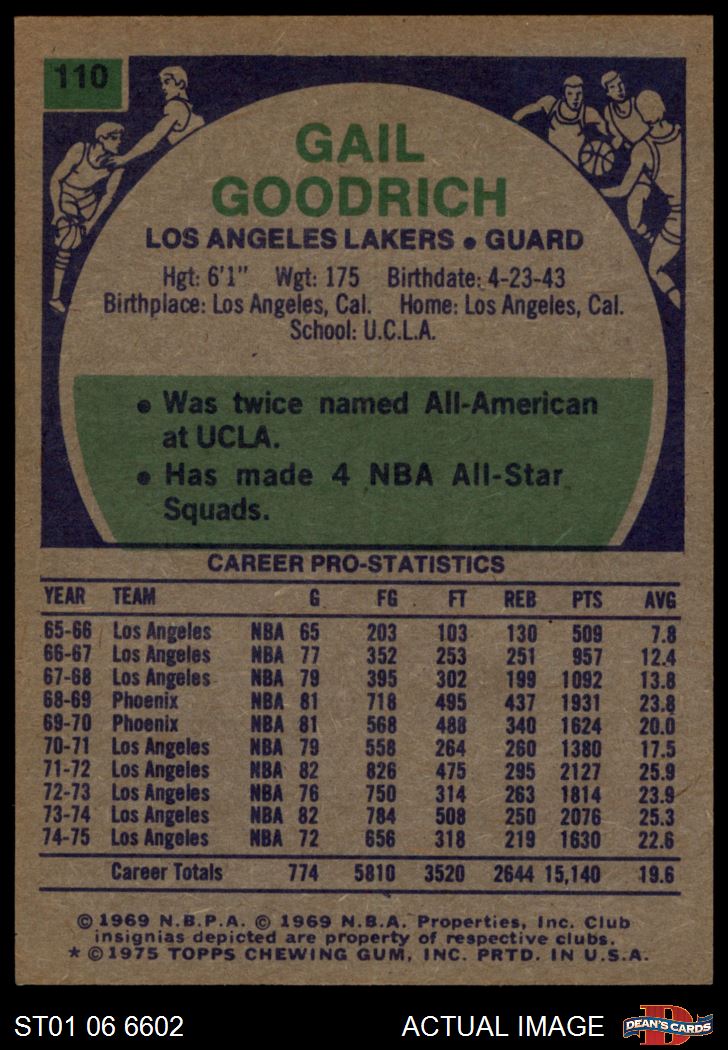 110
GAIL
GOODRICH
LOS ANGELES LAKERS • GUARD
Hgt: 6'1" Wgt: 175 Birthdate: 4-23-43
Birthplace: Los Angeles, Cal. Home: Los Angeles, Cal.
School: U.C.L.A.
• Was twice named All-American
at UCLA.
• Has made 4 NBA All-Star
Squads.
CAREER PRO-STATISTICS
YEAR TEAM G FG FT REB PTS AVG
65-66 Los Angeles NBA 65 203 103 130 509 7.8
66-67 Los Angeles NBA 77 352 253 251 957 12.4
67-68 Los Angeles NBA 79 395 302 199 1092 13.8
68-69 Phoenix NBA 81 718 495 437 1931 23.8
69-70 Phoenix NBA 81 568 488 340 1624 20.0
70-71 Los Angeles NBA 79 558 264 260 1380 17.5
71-72 Los Angeles NBA 82 826 475 295 2127 25.9
72-73 Los Angeles NBA 76 750 314 263 1814 23.9
73-74 Los Angeles NBA 82 784 508 250 2076 25.3
74-75 Los Angeles NBA 72 656 318 219 1630 22.6
Career Totals 774 5810 3520 2644 15,140 19.6
© 1969 N.B.P.A. © 1969 N.B.A. Properties, Inc. Club
insignias depicted are property of respective clubs.
* © 1975 TOPPS CHEWING GUM, INC. PRTD. IN U.S.A.
ST01 06 6602 ACTUAL IMAGE D DEAN'S CARDS